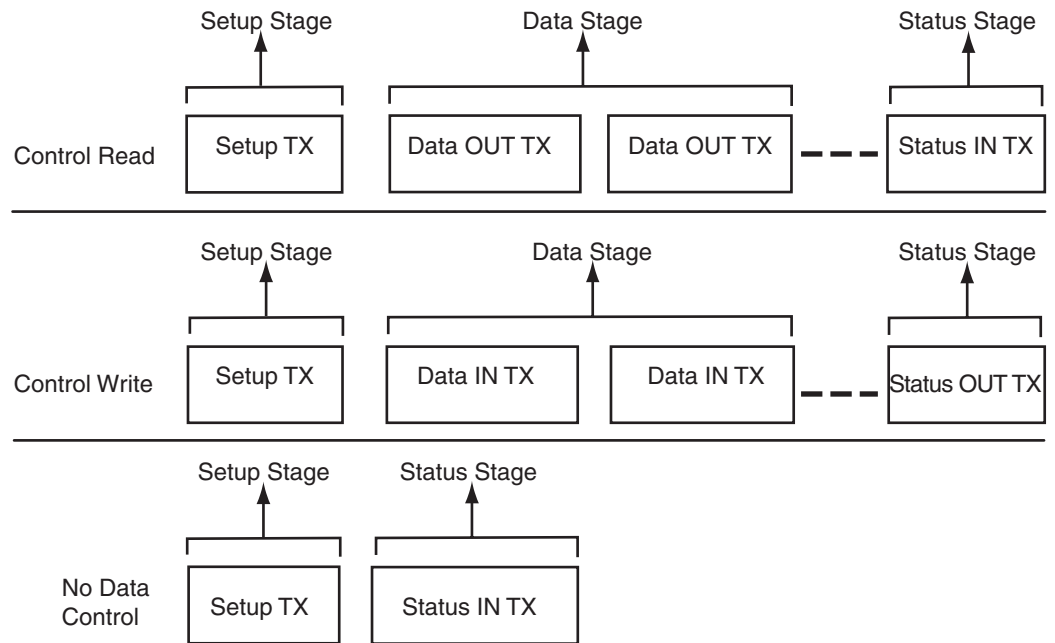 Setup Stage Data Stage Status Stage
Control Read Setup TX Data OUT TX Data OUT TX Status IN TX
Setup Stage Data Stage Status Stage
Control Write Setup TX Data IN TX Data IN TX Status OUT TX
Setup Stage Status Stage
No Data
Control Setup TX Status IN TX